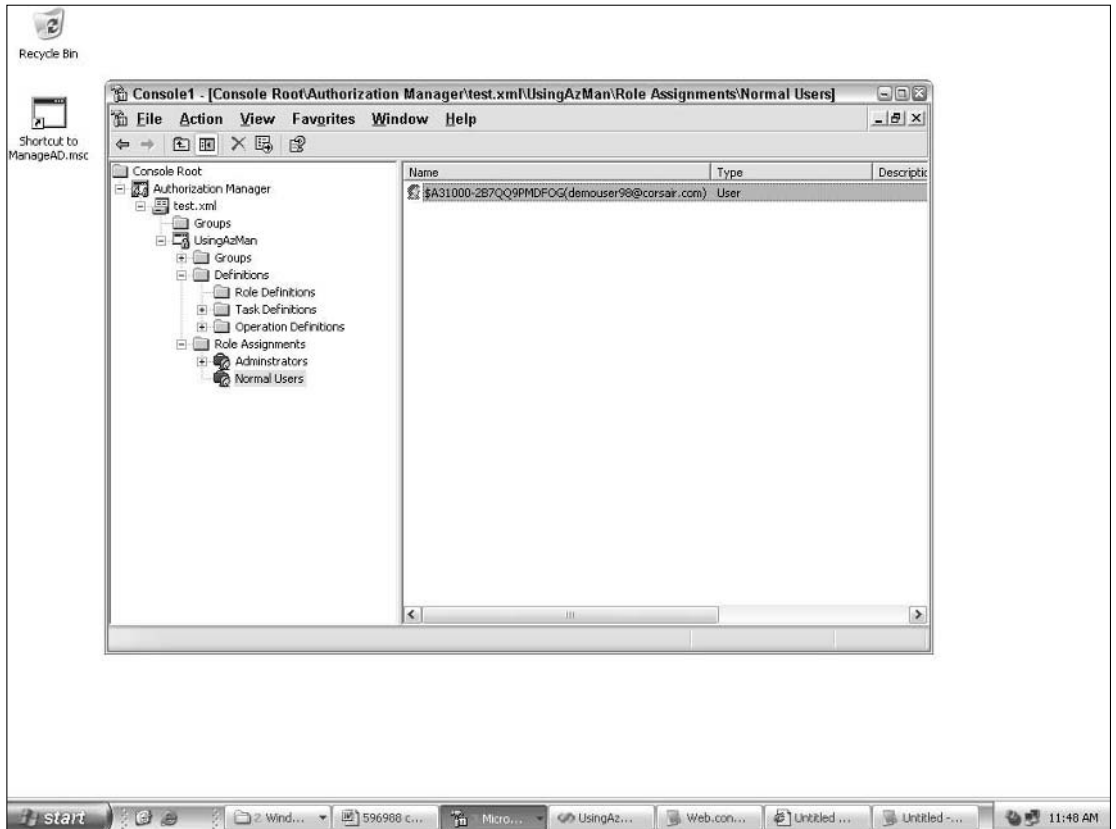 Recycle Bin
Shortcut to
ManageAD.msc
Console1 - [Console Root\Authorization Manager\test.xml\UsingAzMan\Role Assignments\Normal Users]
File Action View Favorites Window Help
Console Root
Authorization Manager
test.xml
Groups
UsingAzMan
Groups
Definitions
Role Definitions
Task Definitions
Operation Definitions
Role Assignments
Adminstrators
Normal Users
Name Type Descriptic
$A31000-2B7QQ9PMDFOG(demouser98@corsair.com) User
start 2 Wind... 596988 c... Micro... UsingAz... Web.con... Untitled ... Untitled -... 11:48 AM